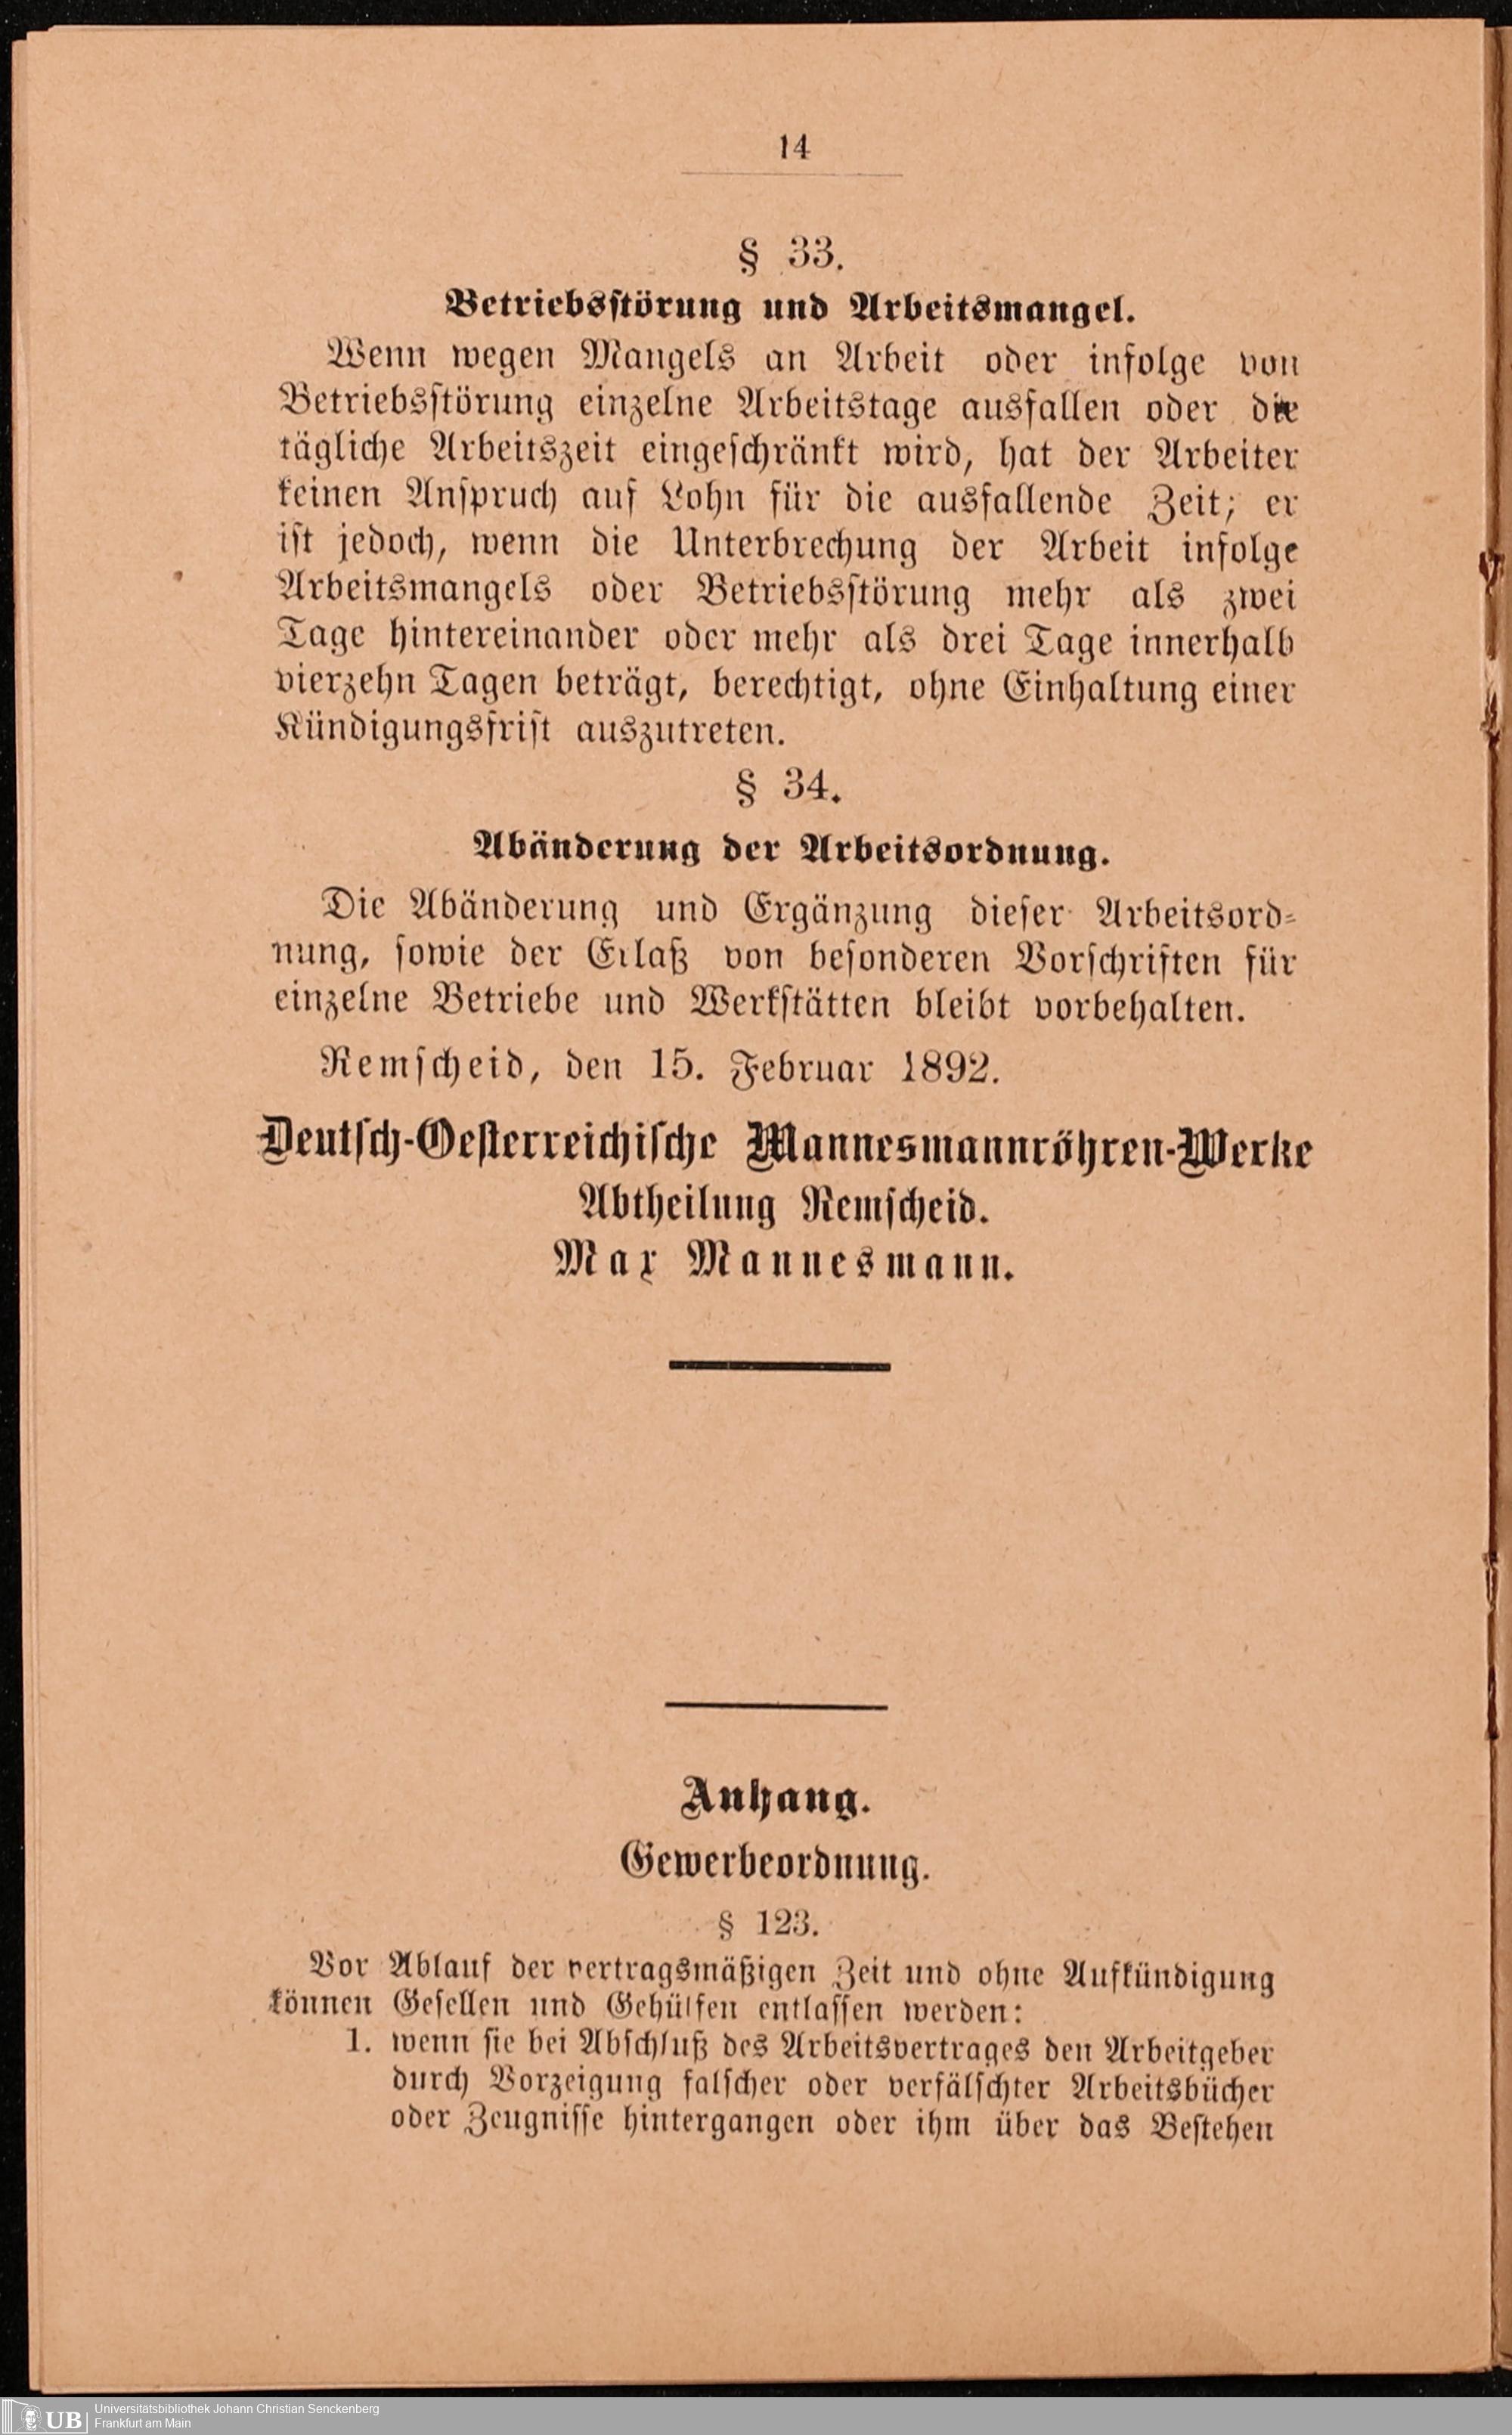 14
§ 33.
Betriebsstörung und Arbeitsmangel.
Wenn wegen Mangels an Arbeit oder infolge von
Betriebsstörung einzelne Arbeitstage ausfallen oder die
tägliche Arbeitszeit eingeschränkt wird, hat der Arbeiter
keinen Anspruch auf Lohn für die ausfallende Zeit; er
ist jedoch, wenn die Unterbrechung der Arbeit infolge
Arbeitsmangels oder Betriebsstörung mehr als zwei
Tage hintereinander oder mehr als drei Tage innerhalb
vierzehn Tagen beträgt, berechtigt, ohne Einhaltung einer
Kündigungsfrist auszutreten.
§ 34.
Abänderung der Arbeitsordnung.
Die Abänderung und Ergänzung dieser Arbeitsord-
nung, sowie der Erlaß von besonderen Vorschriften für
einzelne Betriebe und Werkstätten bleibt vorbehalten.
Remscheid, den 15. Februar 1892.
Deutsch-Oesterreichische Mannesmannröhren-Werke
Abtheilung Remscheid.
Max Mannesmann.
Anhang.
Gewerbeordnung.
§ 123.
Vor Ablauf der vertragsmäßigen Zeit und ohne Aufkündigung
können Gesellen und Gehülfen entlassen werden:
1. wenn sie bei Abschluß des Arbeitsvertrages den Arbeitgeber
durch Vorzeigung falscher oder verfälschter Arbeitsbücher
oder Zeugnisse hintergangen oder ihm über das Bestehen
UB
Universitätsbibliothek Johann Christian Senckenberg
Frankfurt am Main